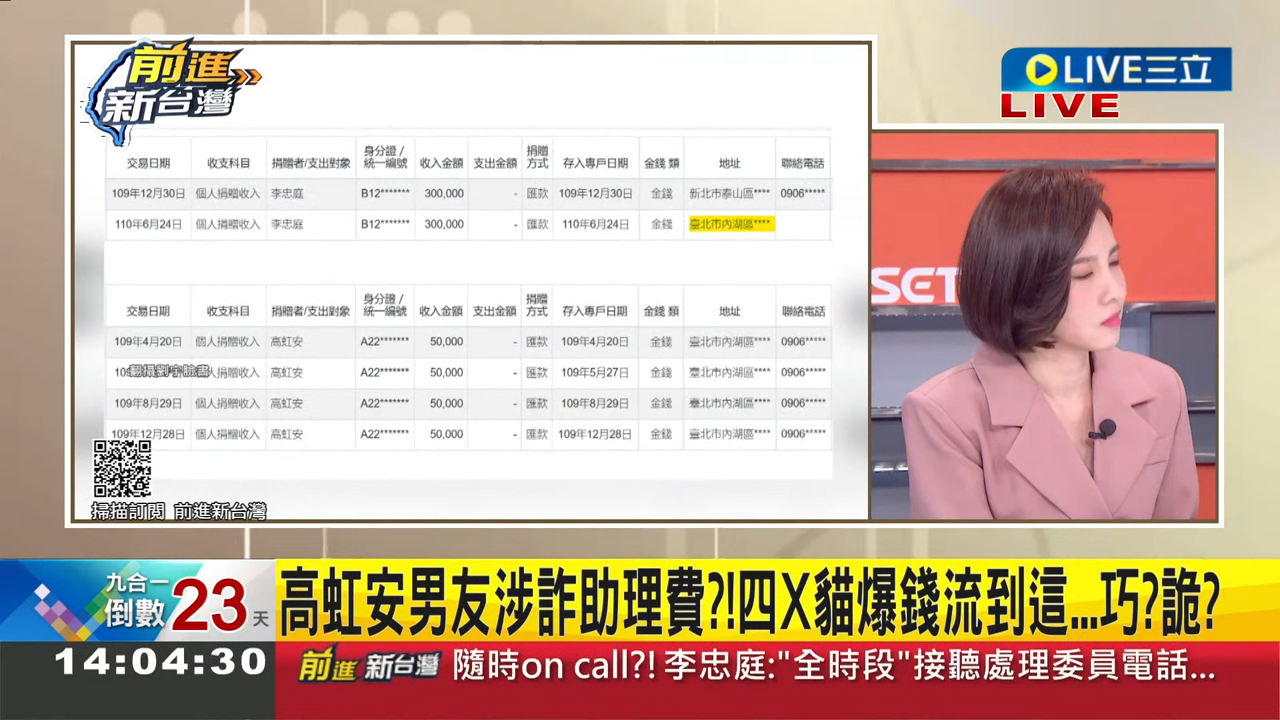 前進
新台灣
LIVE三立
LIVE
交易日期 收支科目 捐贈者/支出對象 身分證/統一編號 收入金額 支出金額 捐贈方式 存入專戶日期 金錢類 地址 聯絡電話
109年12月30日 個人捐贈收入 李忠庭 B12******* 300,000 - 匯款 109年12月30日 金錢 新北市泰山區**** 0906*****
110年6月24日 個人捐贈收入 李忠庭 B12******* 300,000 - 匯款 110年6月24日 金錢 臺北市內湖區****
交易日期 收支科目 捐贈者/支出對象 身分證/統一編號 收入金額 支出金額 捐贈方式 存入專戶日期 金錢類 地址 聯絡電話
109年4月20日 個人捐贈收入 高虹安 A22******* 50,000 - 匯款 109年4月20日 金錢 臺北市內湖區**** 0906*****
個人捐贈收入 高虹安 A22******* 50,000 - 匯款 109年5月27日 金錢 臺北市內湖區**** 0906*****
翻攝劉宇臉書
109年8月29日 個人捐贈收入 高虹安 A22******* 50,000 - 匯款 109年8月29日 金錢 臺北市內湖區**** 0906*****
109年12月28日 個人捐贈收入 高虹安 A22******* 50,000 - 匯款 109年12月28日 金錢 臺北市內湖區**** 0906*****
掃描訂閱 前進新台灣
SET
九合一
倒數 23 天
高虹安男友涉詐助理費?!四X貓爆錢流到這...巧?詭?
14:04:30
前進新台灣 隨時on call?! 李忠庭:"全時段"接聽處理委員電話...